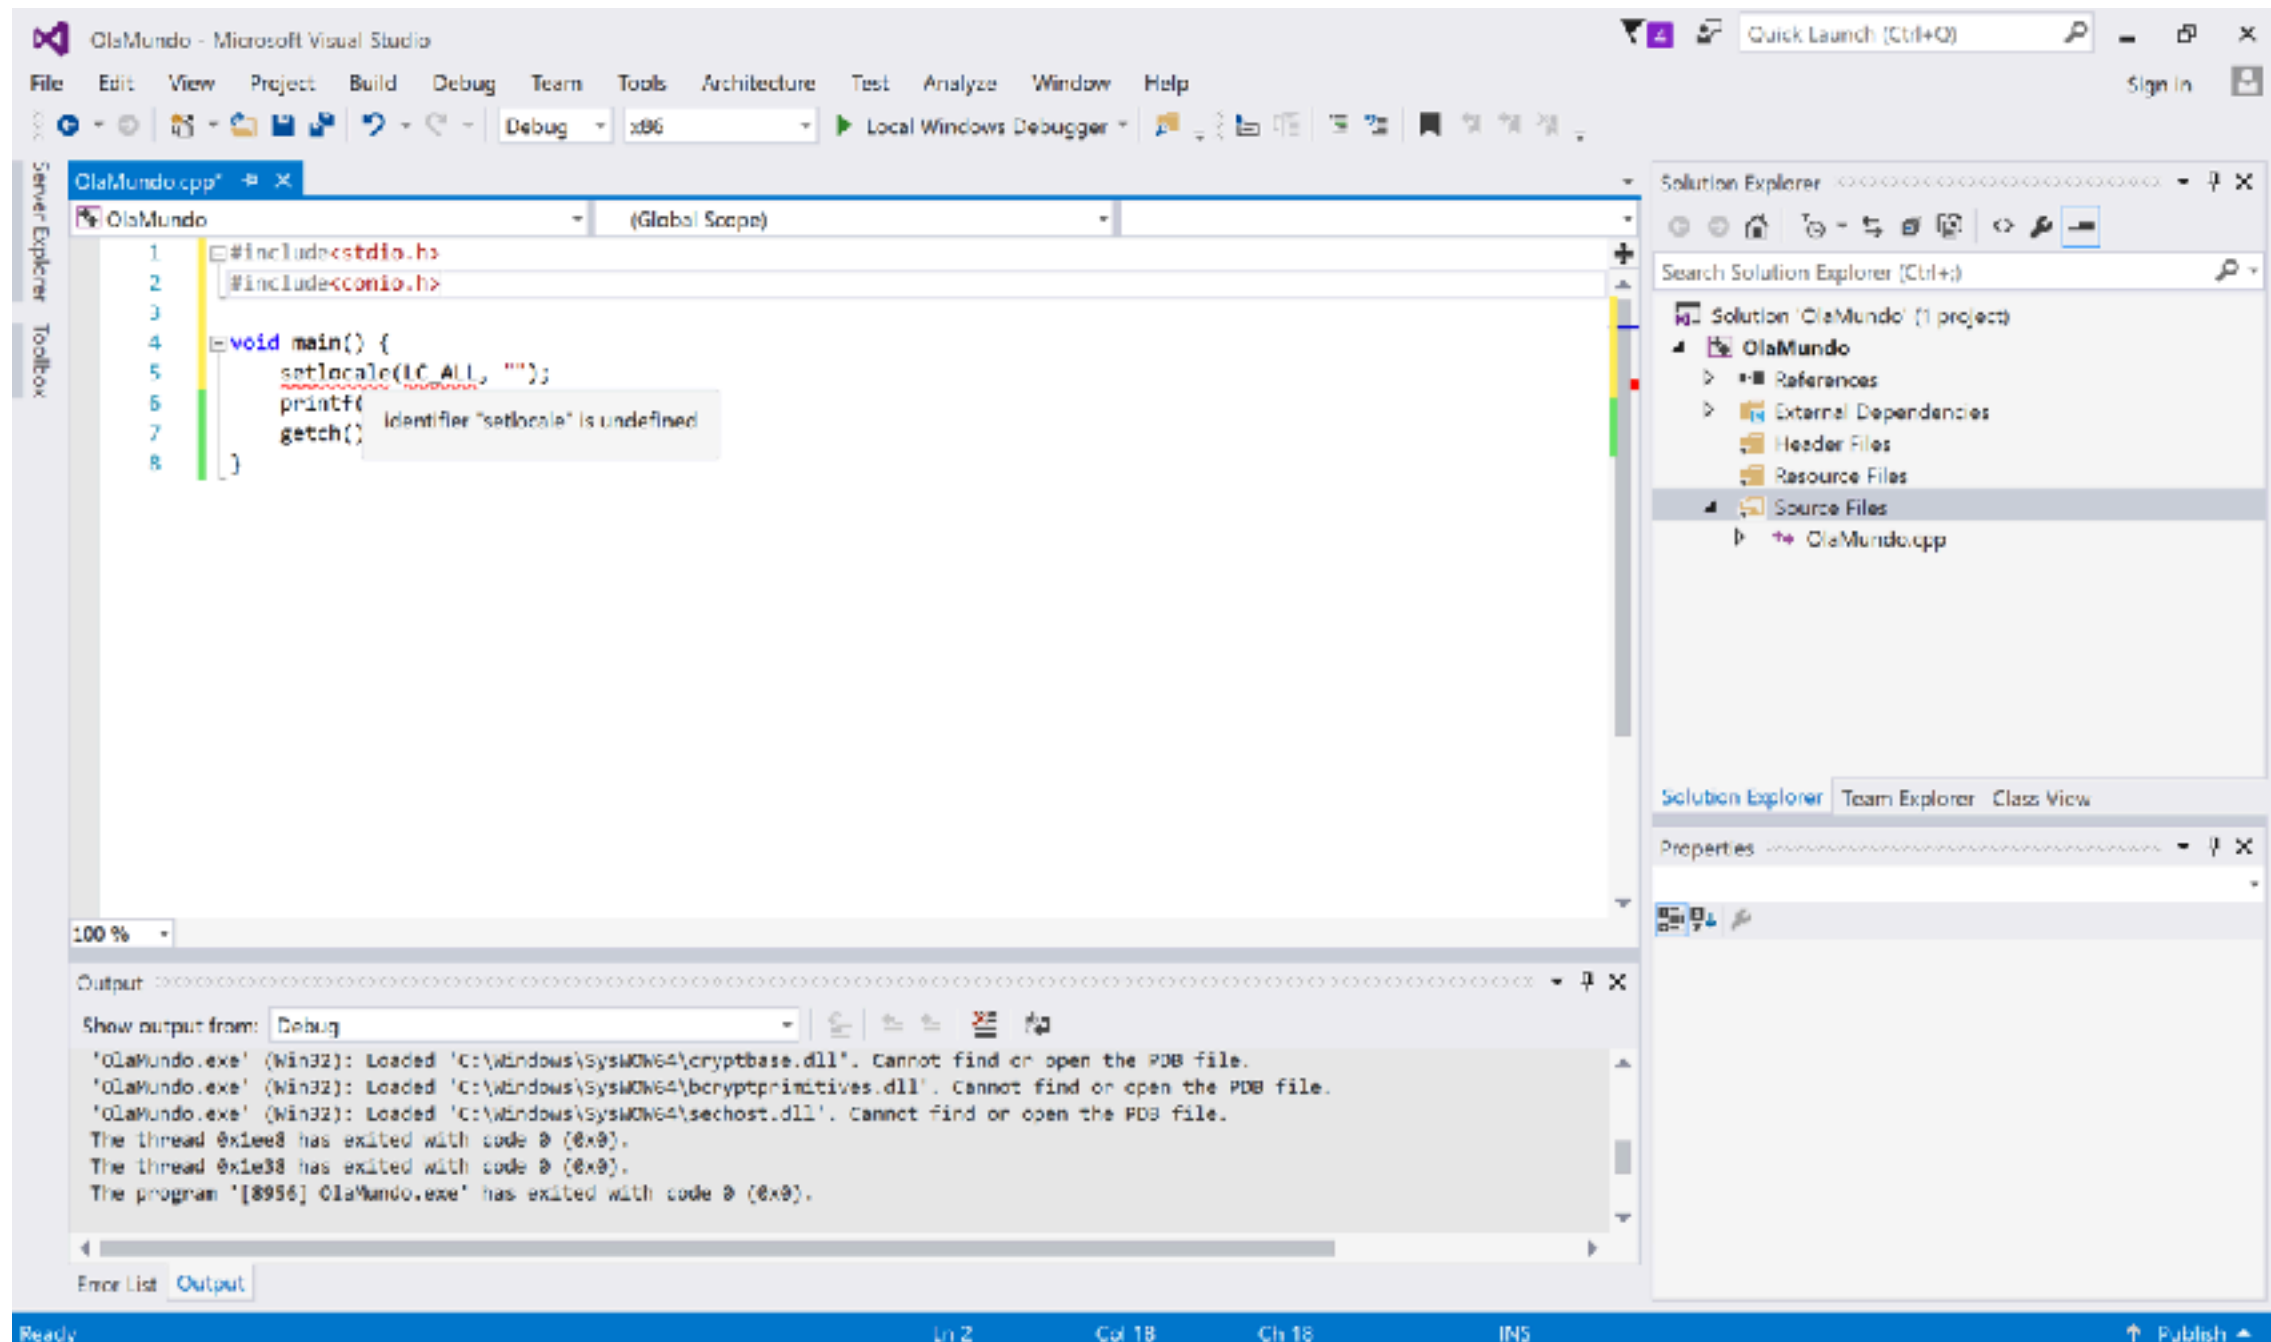 OlaMundo - Microsoft Visual Studio
4
Quick Launch (Ctrl+Q)
File Edit View Project Build Debug Team Tools Architecture Test Analyze Window Help
Sign in
Debug x86 Local Windows Debugger
Server Explorer
Toolbox
OlaMundo.cpp*
OlaMundo (Global Scope)
1 #include<stdio.h>
2 #include<conio.h>
3
4 void main() {
5 setlocale(LC_ALL, "");
6 printf(
7 getch()
8 }
identifier "setlocale" is undefined
100 %
Solution Explorer
Search Solution Explorer (Ctrl+;)
Solution 'OlaMundo' (1 project)
OlaMundo
References
External Dependencies
Header Files
Resource Files
Source Files
OlaMundo.cpp
Solution Explorer Team Explorer Class View
Properties
Output
Show output from: Debug
'OlaMundo.exe' (Win32): Loaded 'C:\Windows\SysWOW64\cryptbase.dll'. Cannot find or open the PDB file.
'OlaMundo.exe' (Win32): Loaded 'C:\Windows\SysWOW64\bcryptprimitives.dll'. Cannot find or open the PDB file.
'OlaMundo.exe' (Win32): Loaded 'C:\Windows\SysWOW64\sechost.dll'. Cannot find or open the PDB file.
The thread 0x1ee8 has exited with code 0 (0x0).
The thread 0x1e38 has exited with code 0 (0x0).
The program '[8956] OlaMundo.exe' has exited with code 0 (0x0).
Error List Output
Ready Ln 2 Col 18 Ch 18 INS Publish